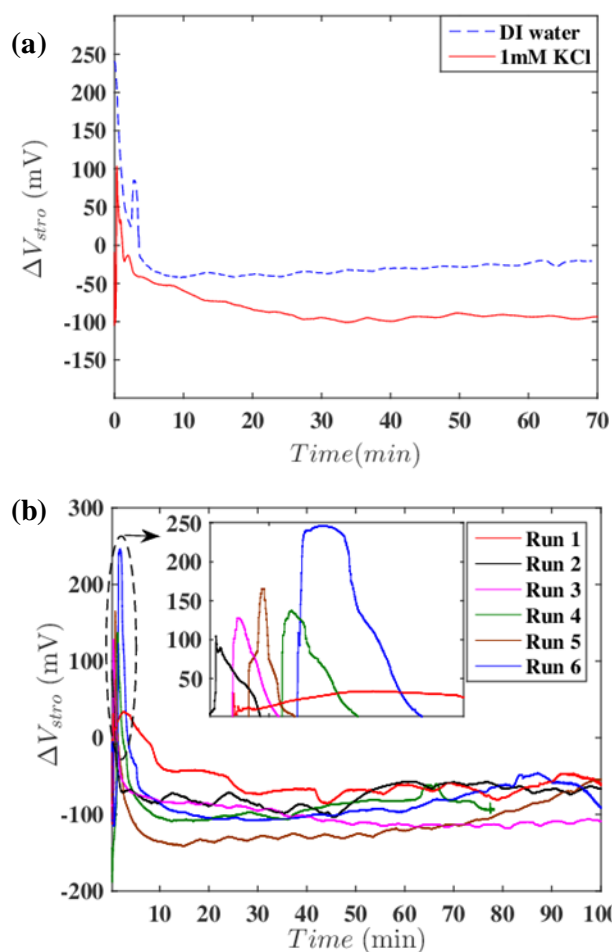 (a)
DI water
1mM KCl
250
200
150
100
50
0
-50
-100
-150
ΔV_stro (mV)
0 10 20 30 40 50 60 70
Time(min)
(b)
300
200
100
0
-100
-200
ΔV_stro (mV)
250
200
150
100
50
Run 1
Run 2
Run 3
Run 4
Run 5
Run 6
10 20 30 40 50 60 70 80 90 100
Time (min)